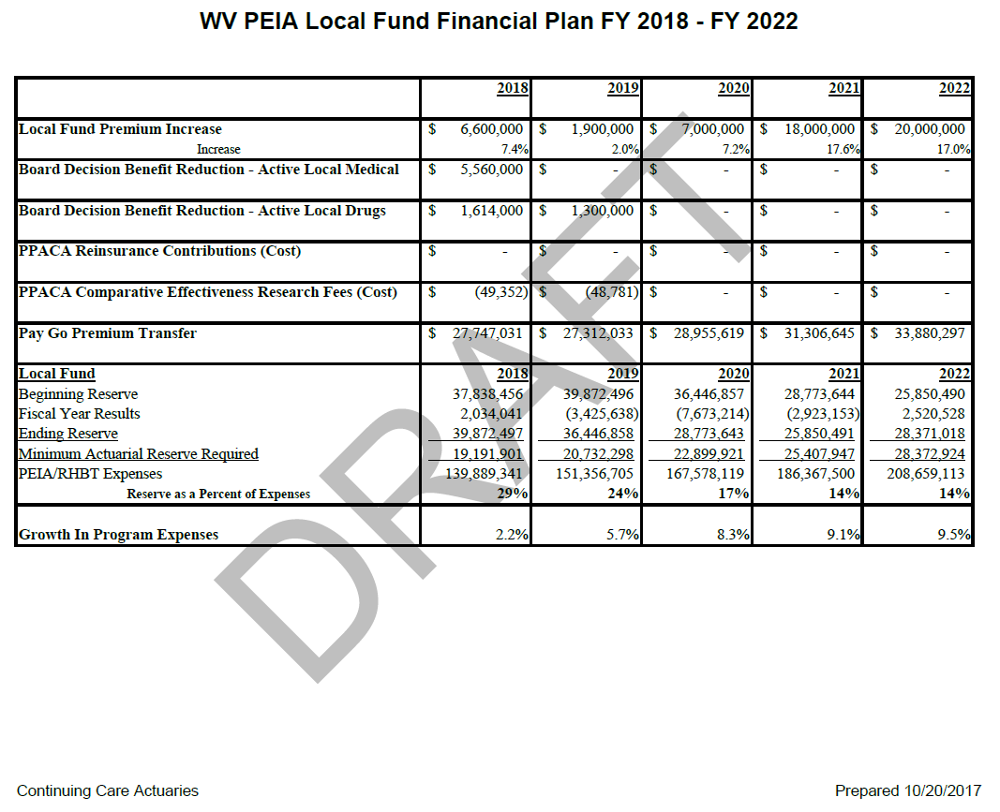 WV PEIA Local Fund Financial Plan FY 2018 - FY 2022
2018 2019 2020 2021 2022
Local Fund Premium Increase $ 6,600,000 $ 1,900,000 $ 7,000,000 $ 18,000,000 $ 20,000,000
Increase 7.4% 2.0% 7.2% 17.6% 17.0%
Board Decision Benefit Reduction - Active Local Medical $ 5,560,000 $ - $ - $ - $ -
Board Decision Benefit Reduction - Active Local Drugs $ 1,614,000 $ 1,300,000 $ - $ - $ -
PPACA Reinsurance Contributions (Cost) $ - $ - $ - $ - $ -
PPACA Comparative Effectiveness Research Fees (Cost) $ (49,352) $ (48,781) $ - $ - $ -
Pay Go Premium Transfer $ 27,747,031 $ 27,312,033 $ 28,955,619 $ 31,306,645 $ 33,880,297
Local Fund 2018 2019 2020 2021 2022
Beginning Reserve 37,838,456 39,872,496 36,446,857 28,773,644 25,850,490
Fiscal Year Results 2,034,041 (3,425,638) (7,673,214) (2,923,153) 2,520,528
Ending Reserve 39,872,497 36,446,858 28,773,643 25,850,491 28,371,018
Minimum Actuarial Reserve Required 19,191,901 20,732,298 22,899,921 25,407,947 28,372,924
PEIA/RHBT Expenses 139,889,341 151,356,705 167,578,119 186,367,500 208,659,113
Reserve as a Percent of Expenses 29% 24% 17% 14% 14%
Growth In Program Expenses 2.2% 5.7% 8.3% 9.1% 9.5%
DRAFT
Continuing Care Actuaries Prepared 10/20/2017